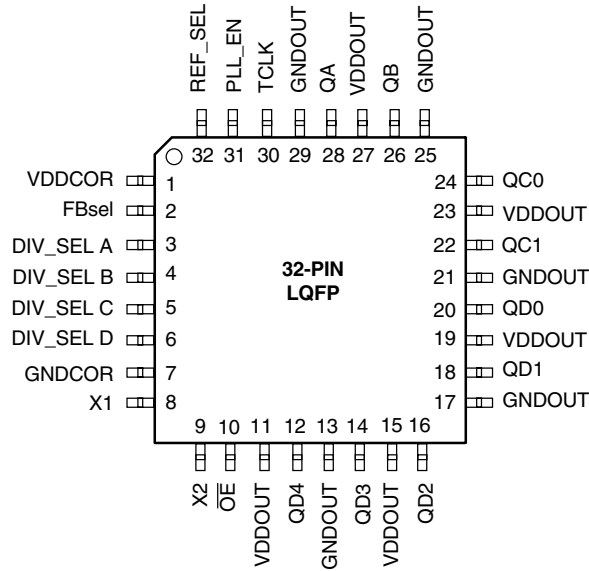 REF_SEL
PLL_EN
TCLK
GNDOUT
QA
VDDOUT
QB
GNDOUT
32 31 30 29 28 27 26 25
VDDCOR 1
FBsel 2
DIV_SEL A 3
DIV_SEL B 4
DIV_SEL C 5
DIV_SEL D 6
GNDCOR 7
X1 8
32-PIN
LQFP
24 QC0
23 VDDOUT
22 QC1
21 GNDOUT
20 QD0
19 VDDOUT
18 QD1
17 GNDOUT
9 10 11 12 13 14 15 16
X2
OE
VDDOUT
QD4
GNDOUT
QD3
VDDOUT
QD2